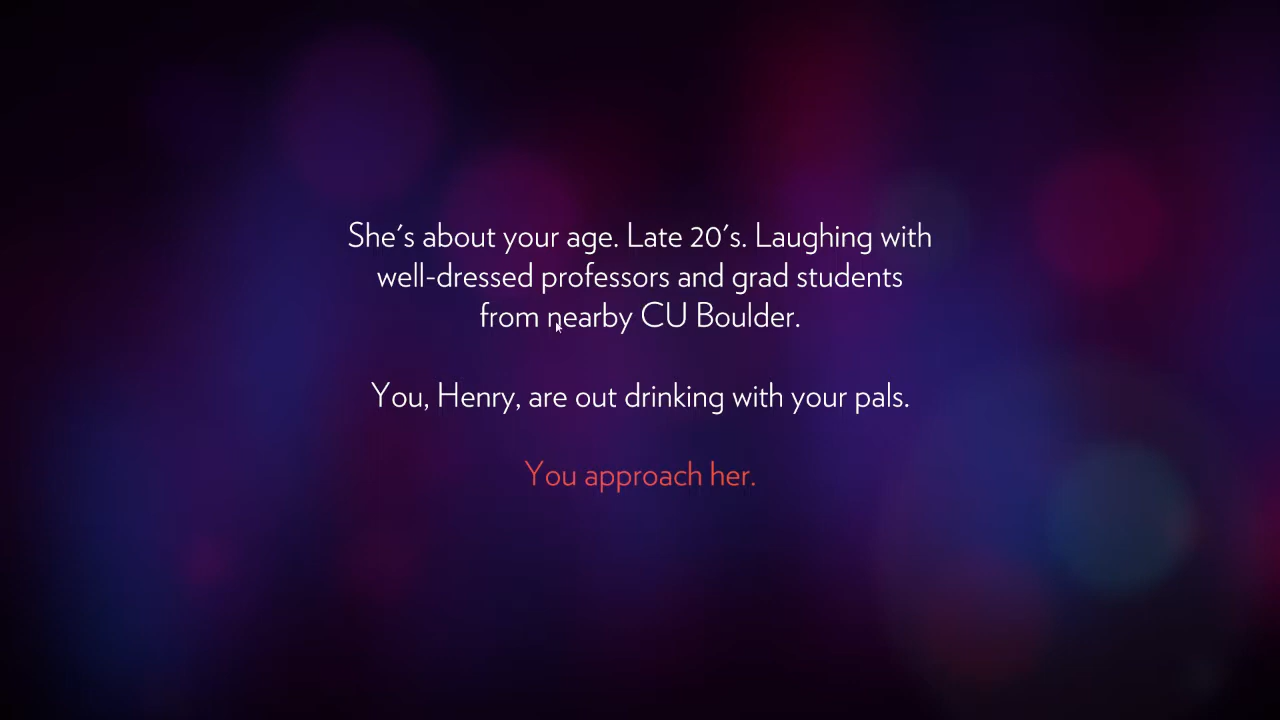 She's about your age. Late 20's. Laughing with
well-dressed professors and grad students
from nearby CU Boulder.
You, Henry, are out drinking with your pals.
You approach her.